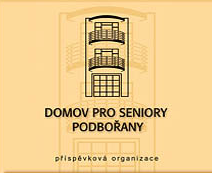 DOMOV PRO SENIORY
PODBOŘANY
příspěvková organizace